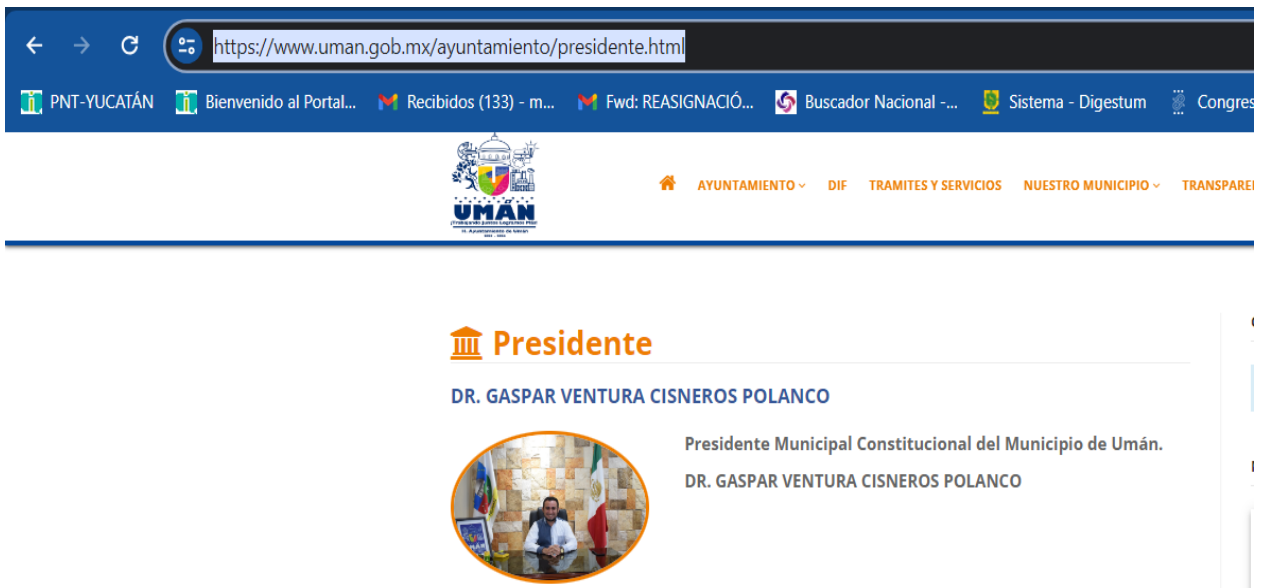 https://www.uman.gob.mx/ayuntamiento/presidente.html
PNT-YUCATÁN Bienvenido al Portal... Recibidos (133) - m... Fwd: REASIGNACIÓ... Buscador Nacional -... Sistema - Digestum Congres
UMÁN
AYUNTAMIENTO DIF TRAMITES Y SERVICIOS NUESTRO MUNICIPIO TRANSPAREN
Presidente
DR. GASPAR VENTURA CISNEROS POLANCO
Presidente Municipal Constitucional del Municipio de Umán.
DR. GASPAR VENTURA CISNEROS POLANCO